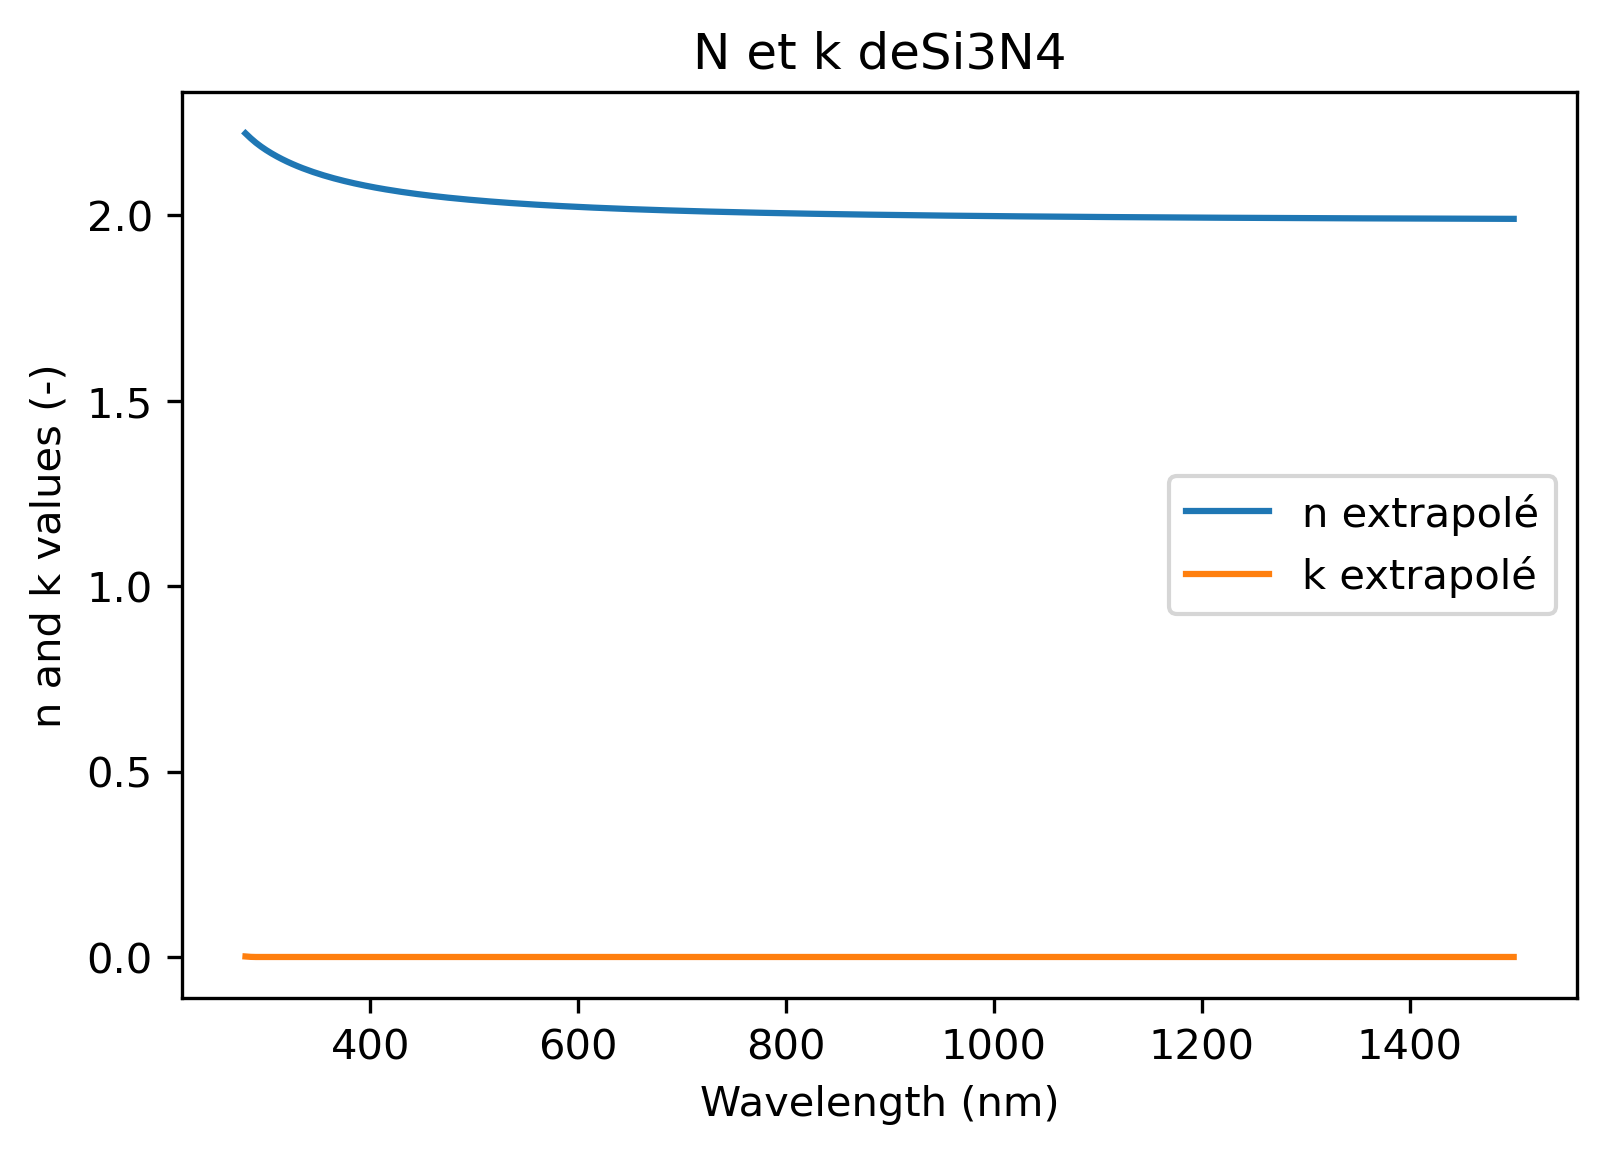 N et k deSi3N4
n and k values (-)
2.0
1.5
1.0
0.5
0.0
n extrapolé
k extrapolé
400 600 800 1000 1200 1400
Wavelength (nm)